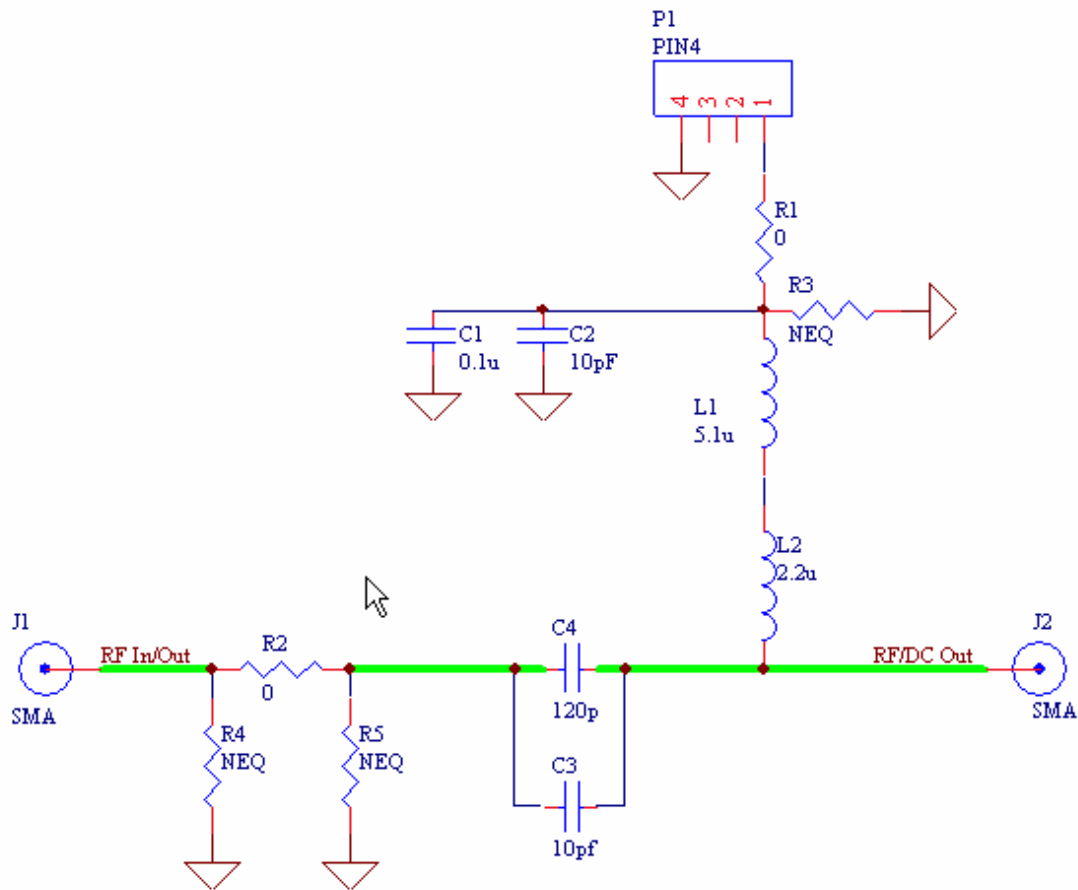 P1
PIN4
4 3 2 1
R1
0
R3
NEQ
C1
0.1u
C2
10pF
L1
5.1u
L2
2.2u
J1
RF In/Out
R2
0
C4
120p
RF/DC Out
J2
SMA
SMA
R4
NEQ
R5
NEQ
C3
10pf